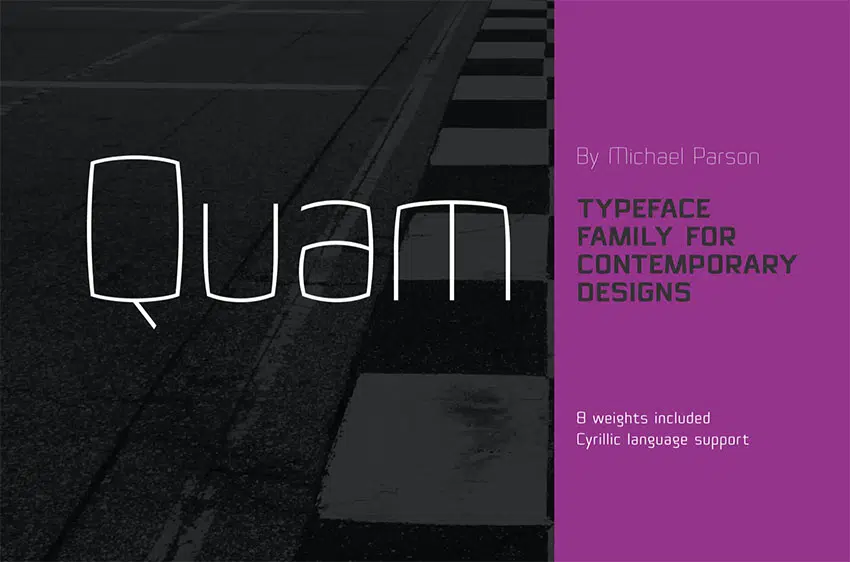 Quam
By Michael Parson
TYPEFACE
FAMILY FOR
CONTEMPORARY
DESIGNS
8 weights included
Cyrillic language support